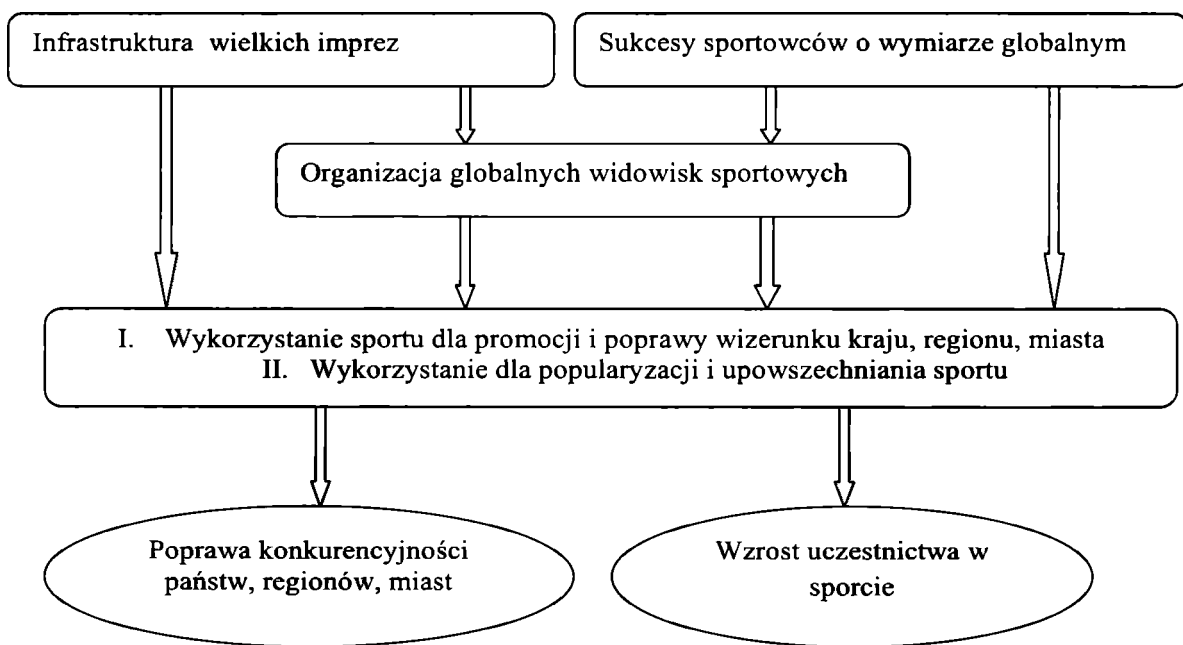 Infrastruktura wielkich imprez
Sukcesy sportowców o wymiarze globalnym
Organizacja globalnych widowisk sportowych
I. Wykorzystanie sportu dla promocji i poprawy wizerunku kraju, regionu, miasta
II. Wykorzystanie dla popularyzacji i upowszechniania sportu
Poprawa konkurencyjności
państw, regionów, miast
Wzrost uczestnictwa w
sporcie